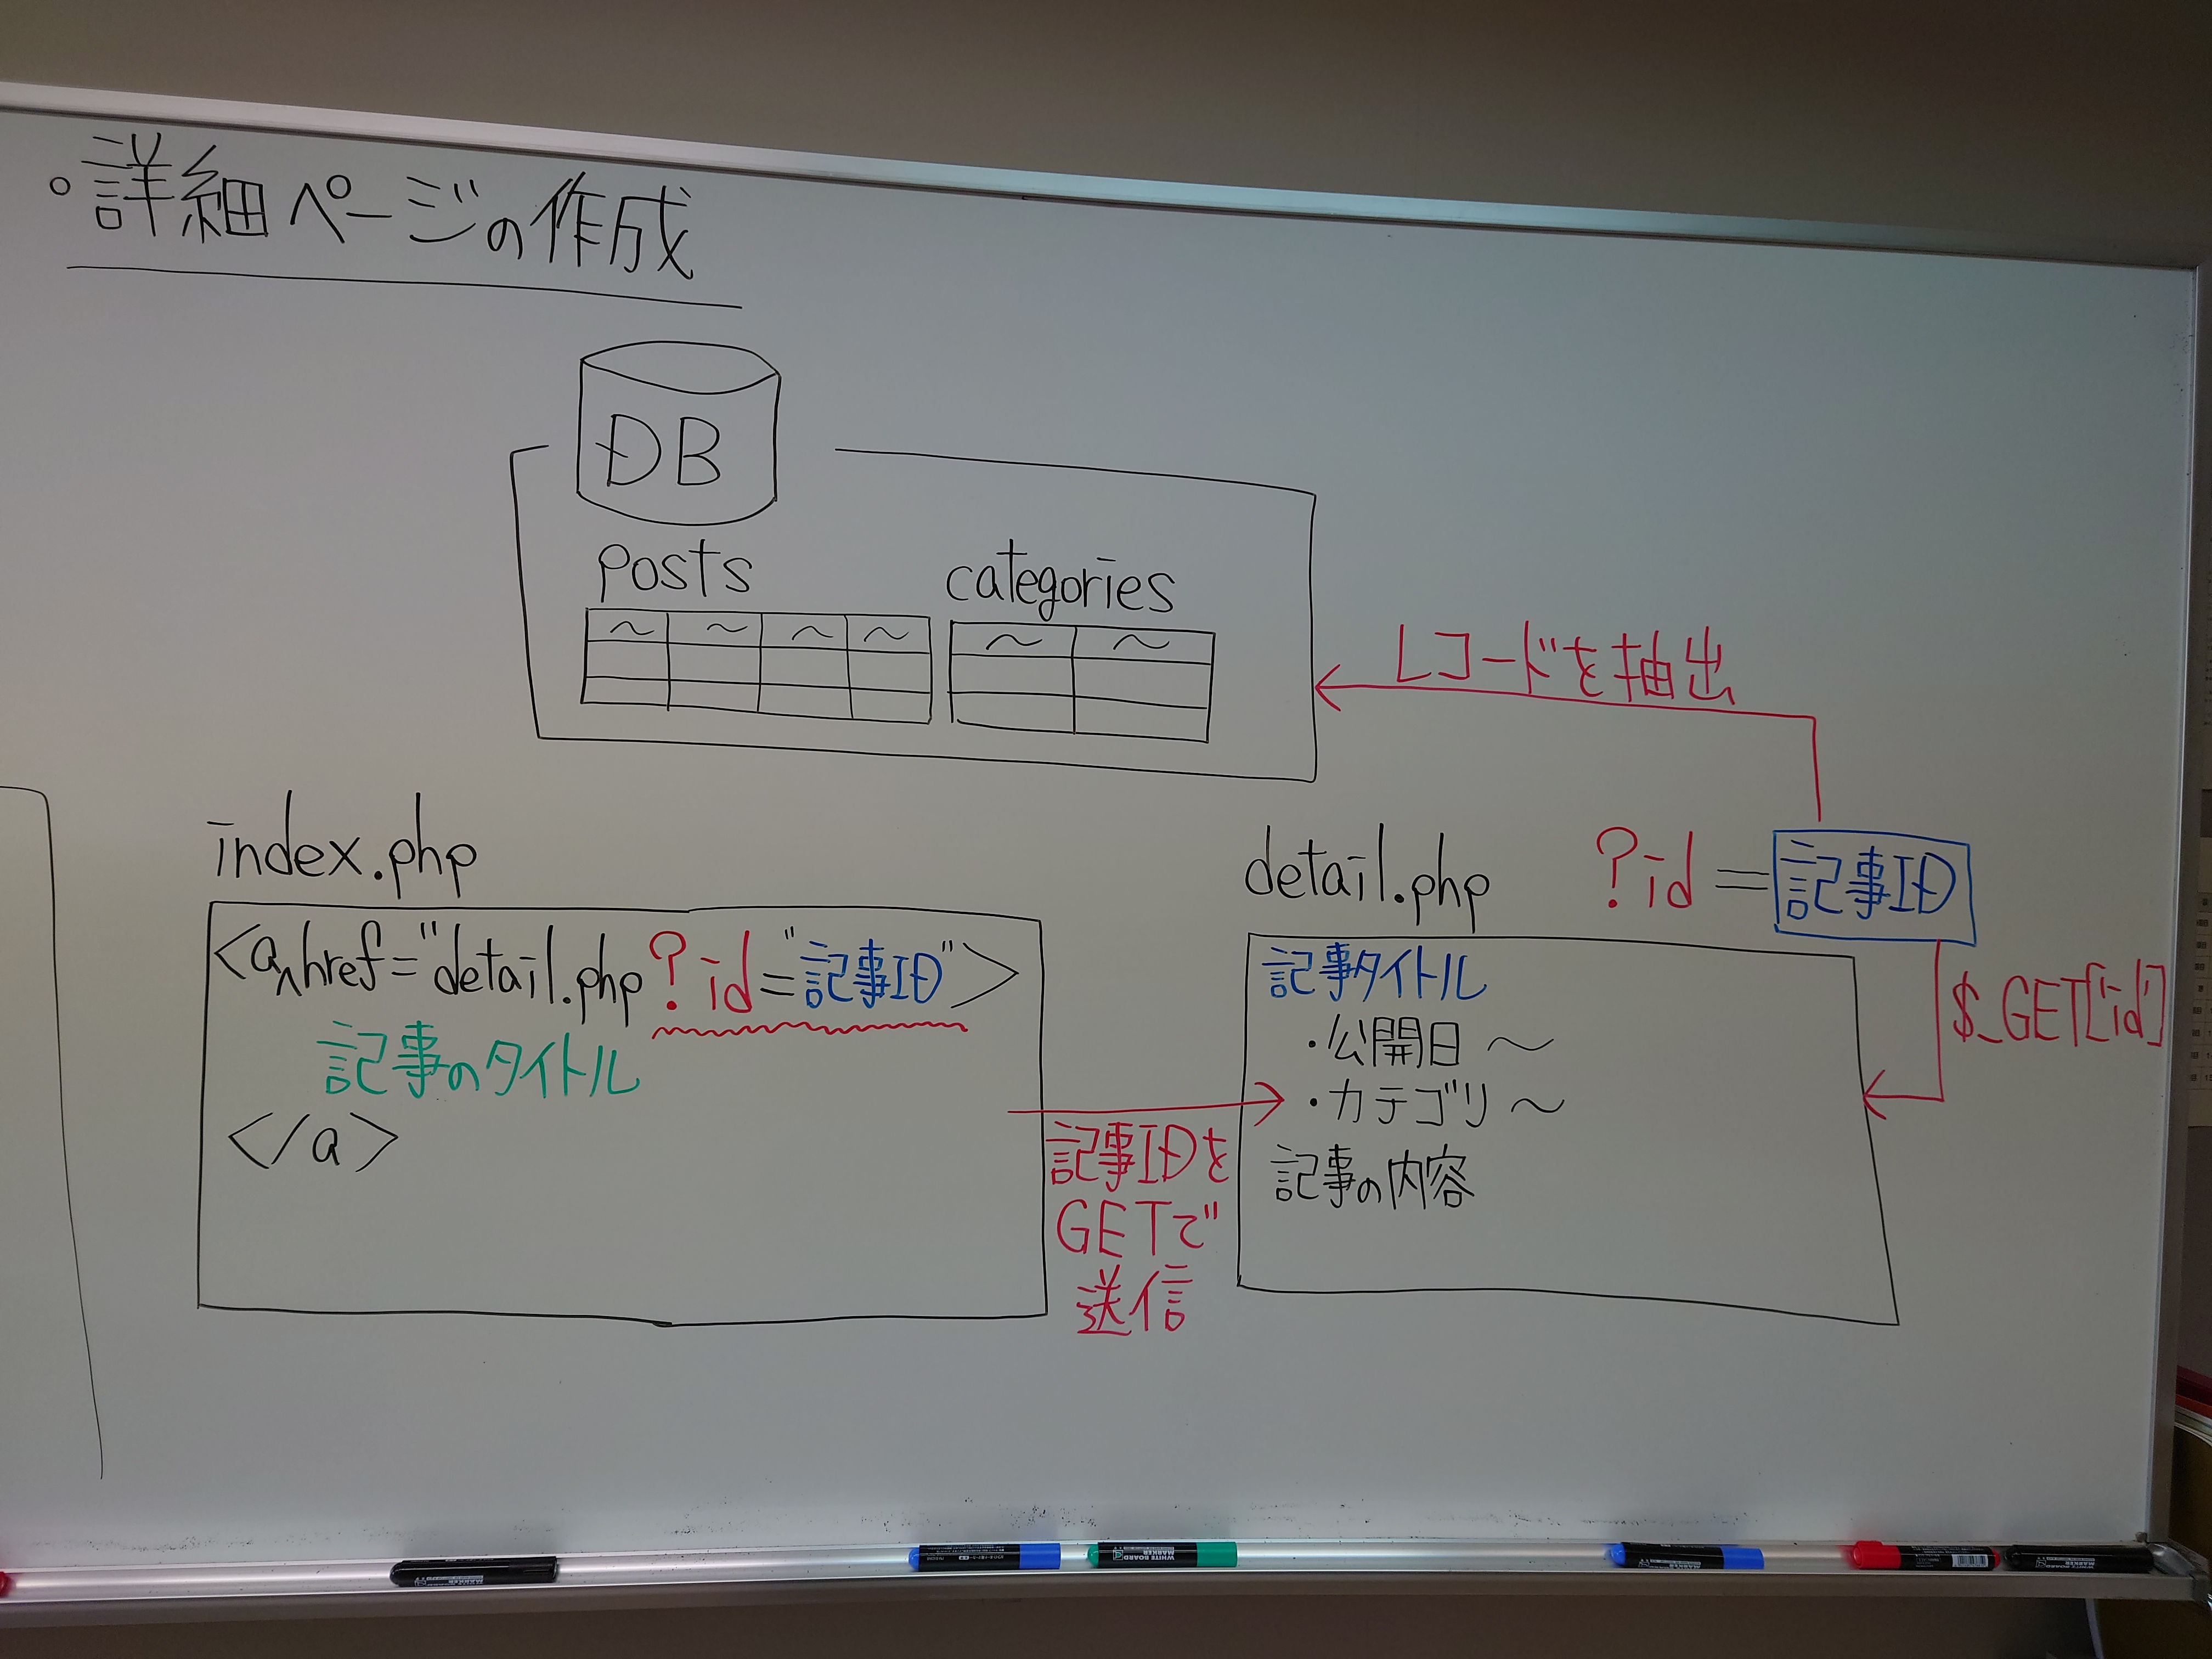 。詳細ページの作成
DB
posts
categories
~ ~ ~ ~
~ ~
レコードを抽出
index.php
<a href="detail.php?id="記事ID">
記事のタイトル
</a>
記事IDを
GETで
送信
detail.php ?id=記事ID
記事タイトル
・公開日 ~
・カテゴリ ~
記事の内容
$_GET['id']
WHITE BOARD
MARKER